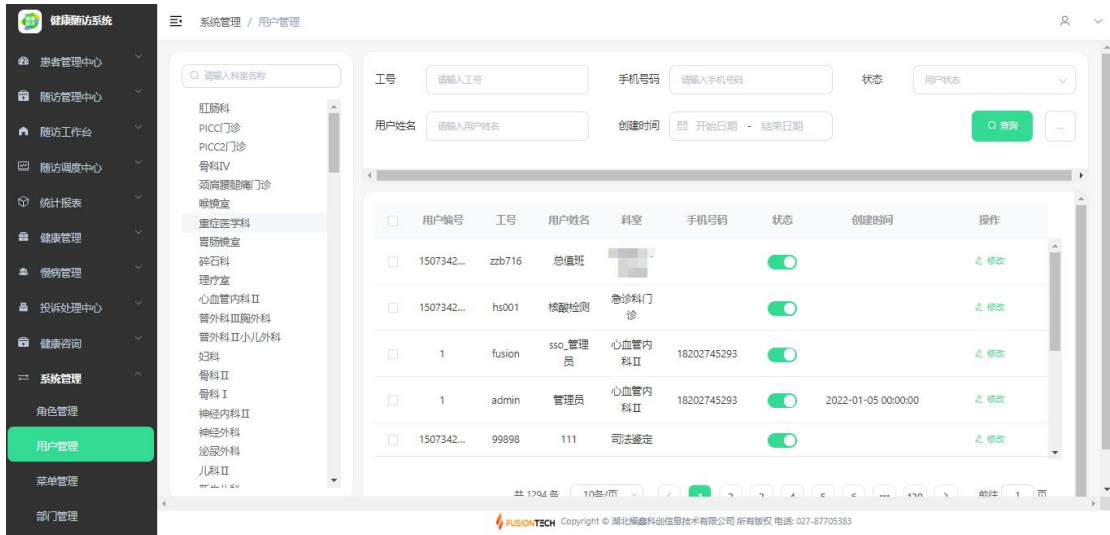 健康随访系统
系统管理 / 用户管理
患者管理中心
随访管理中心
随访工作台
随访调度中心
统计报表
健康管理
慢病管理
投诉处理中心
健康咨询
系统管理
角色管理
用户管理
菜单管理
部门管理
请输入科室名称
肛肠科
PICC门诊
PICC2门诊
骨科IV
颈肩腰腿痛门诊
喉镜室
重症医学科
胃肠镜室
碎石科
理疗室
心血管内科Ⅱ
普外科Ⅲ胸外科
普外科Ⅱ小儿外科
妇科
骨科Ⅱ
骨科Ⅰ
神经内科Ⅱ
神经外科
泌尿外科
儿科Ⅱ
工号 请输入工号 手机号码 请输入手机号码 状态 用户状态
用户姓名 请输入用户姓名 创建时间 开始日期 - 结束日期 查询 ...
用户编号 工号 用户姓名 科室 手机号码 状态 创建时间 操作
1507342... zzb716 总值班 修改
1507342... hs001 核酸检测 急诊科门诊 修改
1 fusion sso_管理员 心血管内科Ⅱ 18202745293 修改
1 admin 管理员 心血管内科Ⅱ 18202745293 2022-01-05 00:00:00 修改
1507342... 99898 111 司法鉴定 修改
共 1294 条 10条/页 1 2 3 4 5 6 ... 130 前往 1 页
FUSIONTECH Copyright © 湖北福鑫科创信息技术有限公司 所有版权 电话: 027-87705383